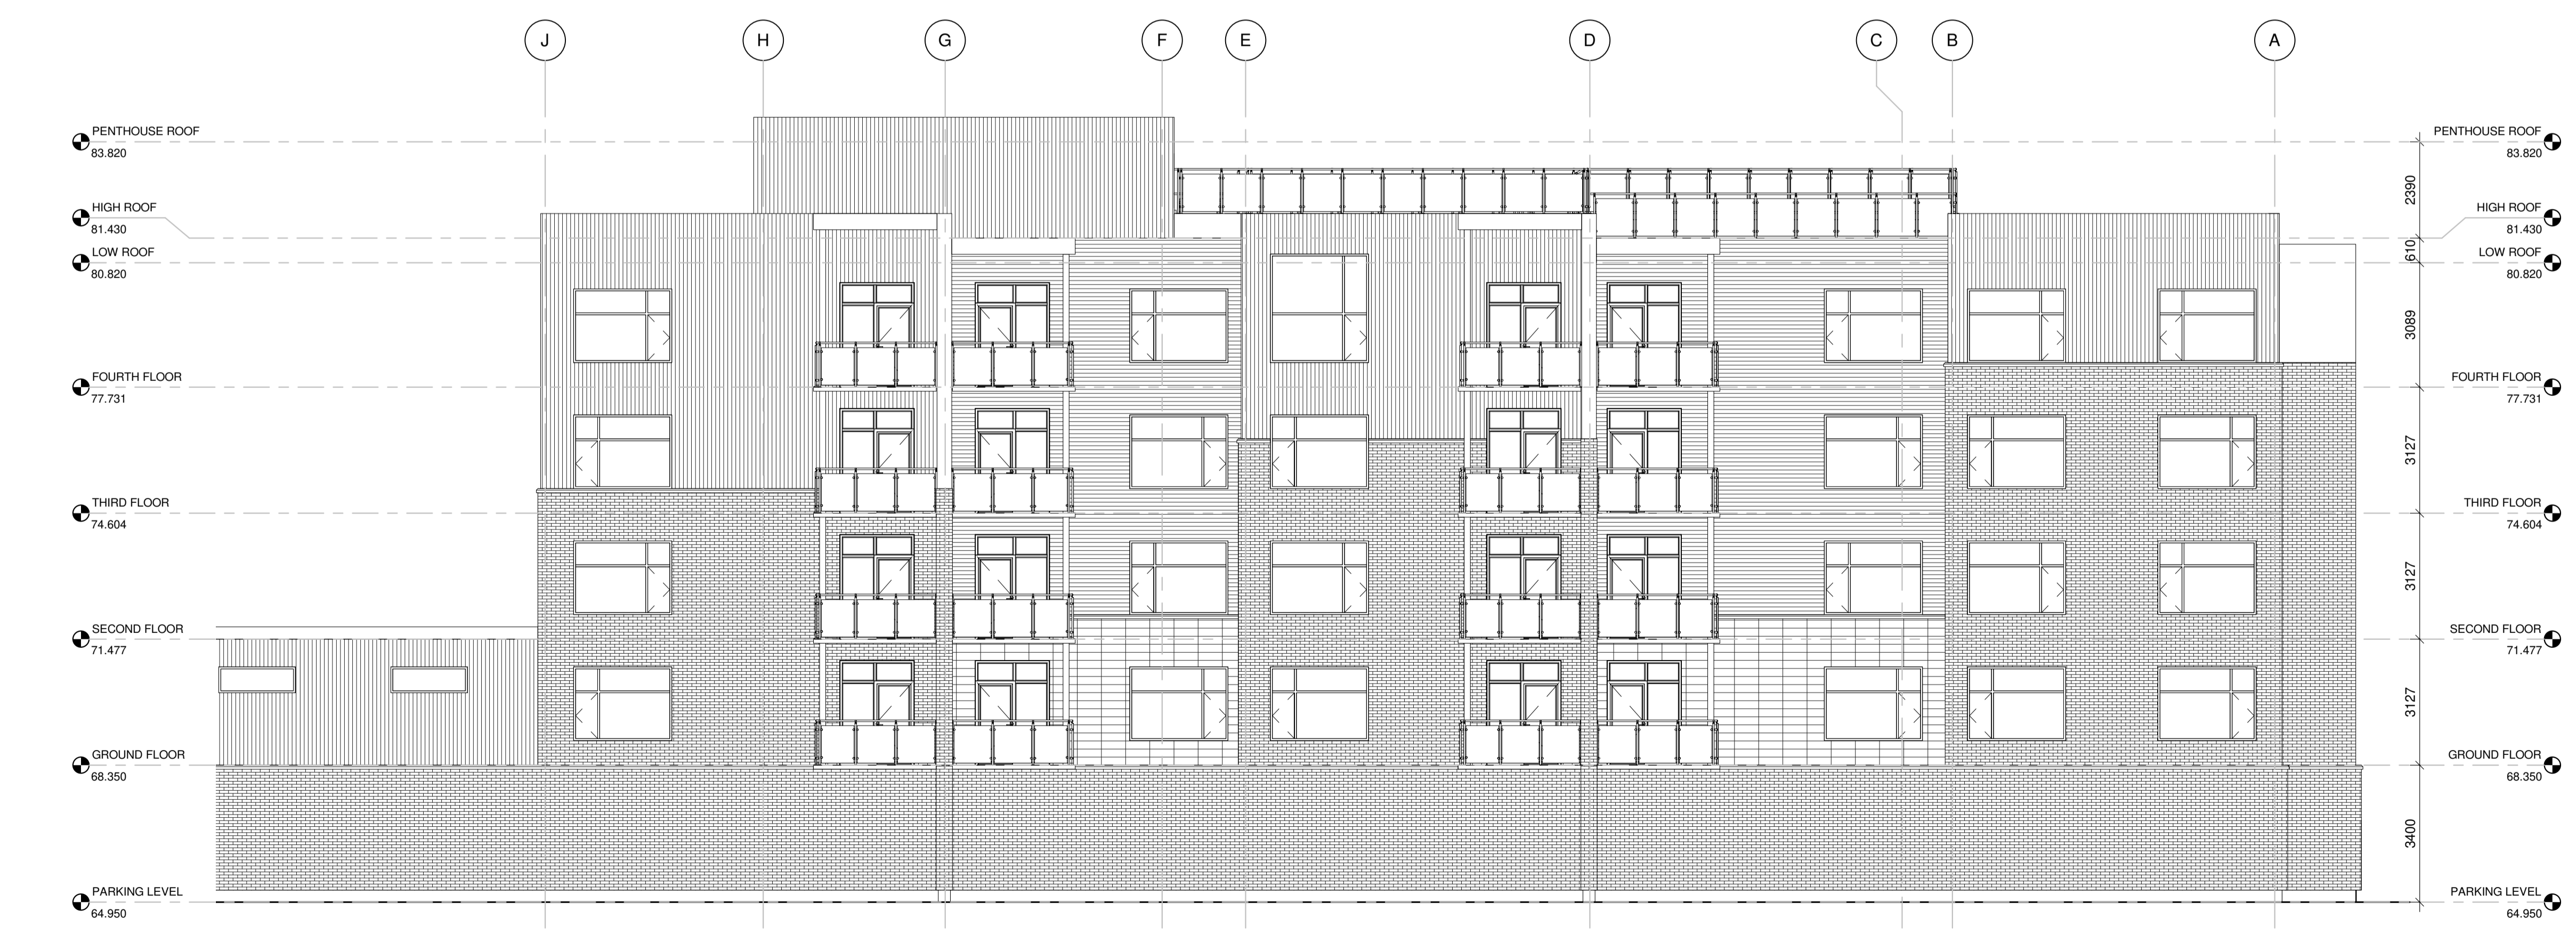 J H G F E D C B A
PENTHOUSE ROOF
83.820
HIGH ROOF
81.430
LOW ROOF
80.820
FOURTH FLOOR
77.731
THIRD FLOOR
74.604
SECOND FLOOR
71.477
GROUND FLOOR
68.350
PARKING LEVEL
64.950
2390
610
3089
3127
3127
3127
3400
PENTHOUSE ROOF
83.820
HIGH ROOF
81.430
LOW ROOF
80.820
FOURTH FLOOR
77.731
THIRD FLOOR
74.604
SECOND FLOOR
71.477
GROUND FLOOR
68.350
PARKING LEVEL
64.950